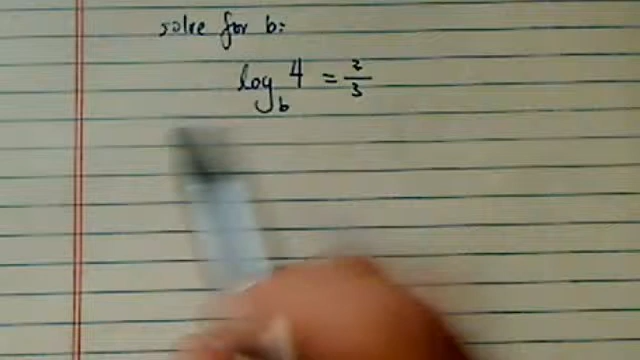 solve for b:
log_b 4 = 2/3